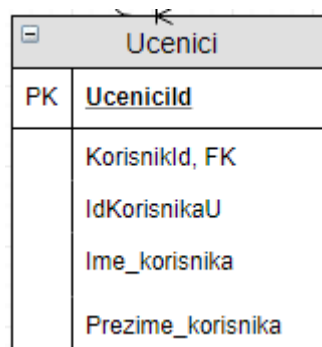 Ucenici
PK UceniciId
KorisnikId, FK
IdKorisnikaU
Ime_korisnika
Prezime_korisnika